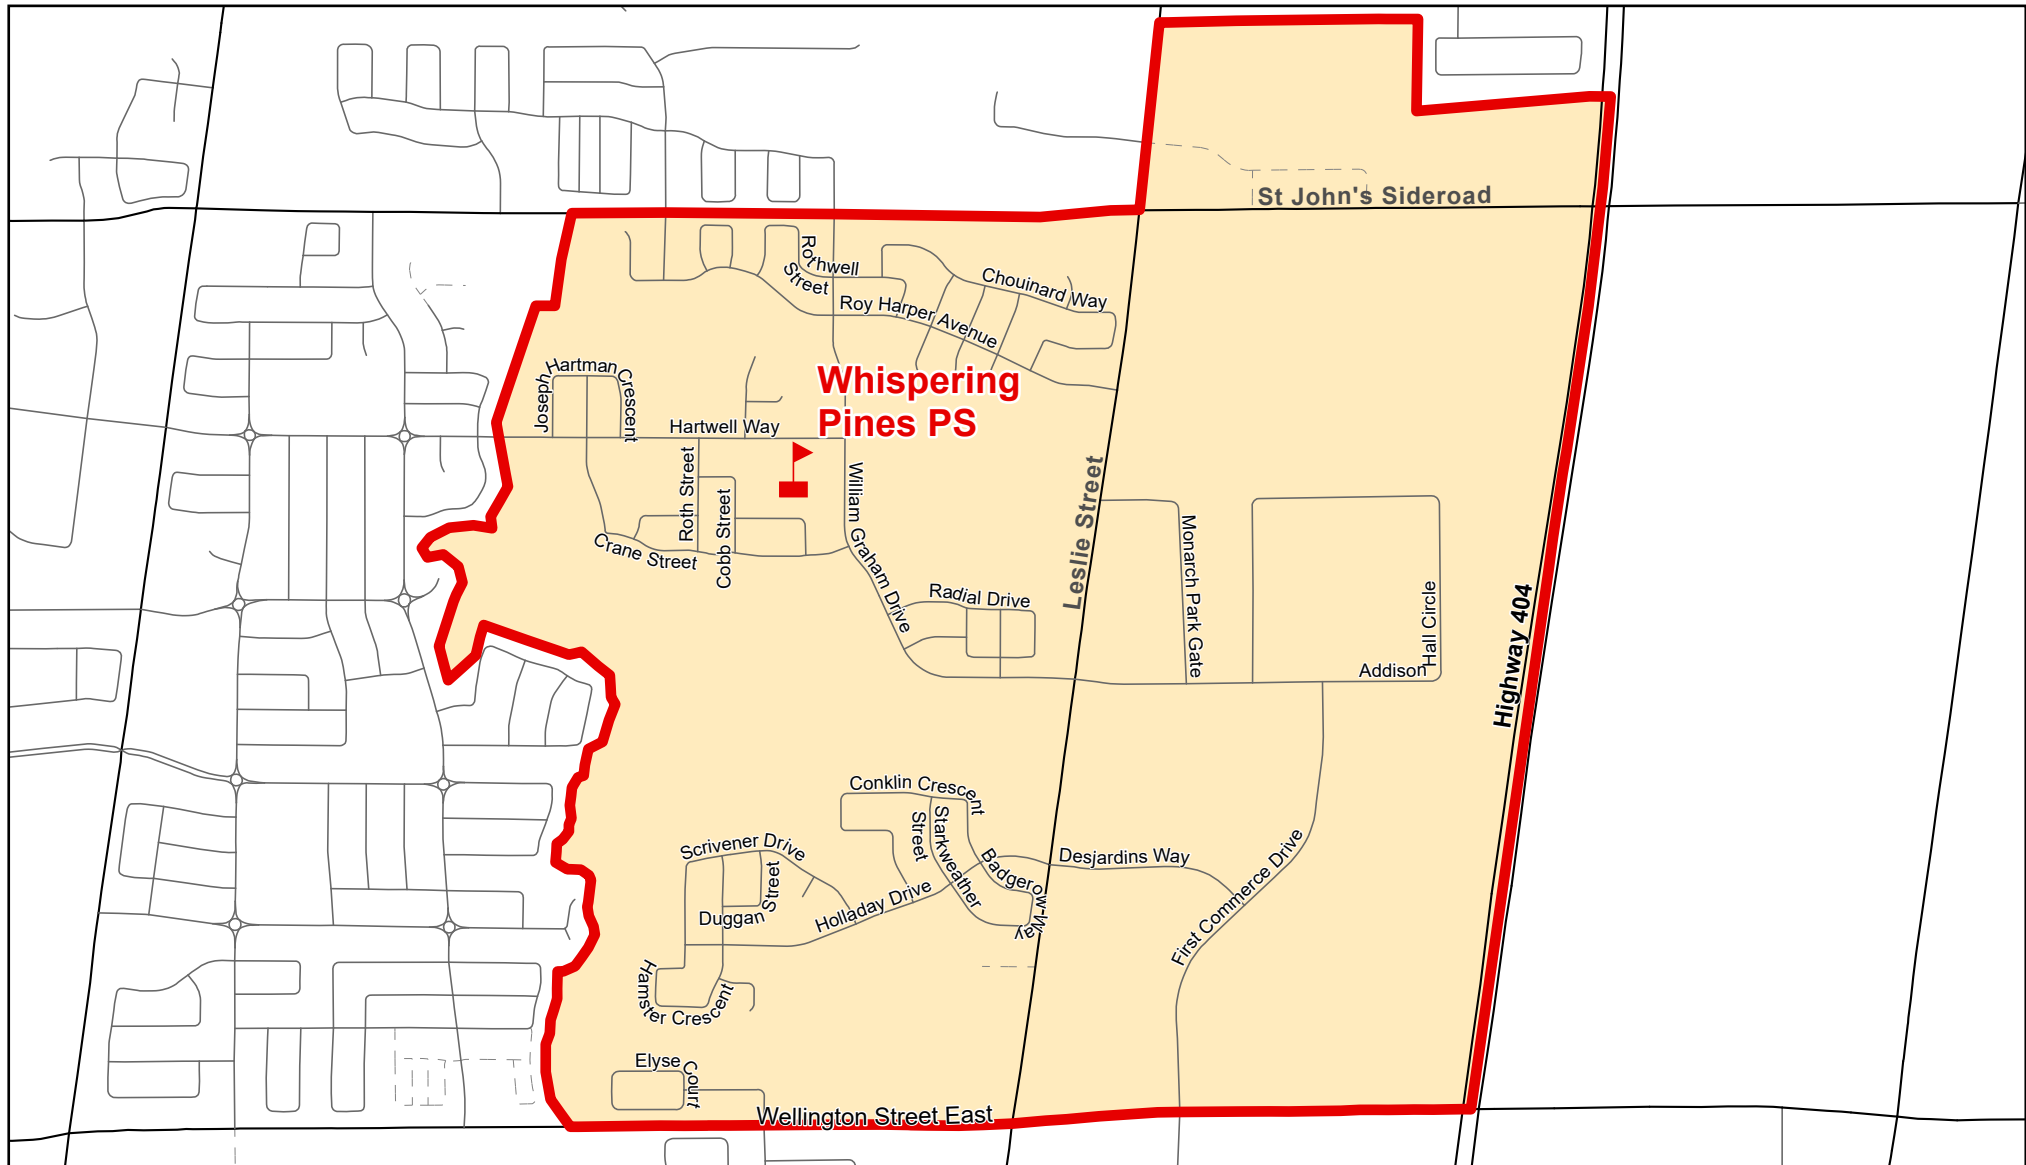 St John's Sideroad
Rothwell
Street
Chouinard Way
Roy Harper Avenue
Whispering
Pines PS
Joseph
Hartman
Crescent
Hartwell Way
Roth Street
Cobb Street
Crane Street
William Graham Drive
Leslie Street
Monarch Park Gate
Radial Drive
Addison
Hall Circle
Highway 404
Conklin Crescent
Starkweather
Street
Scrivener Drive
Duggan
Street
Holladay Drive
Badgerow Way
Desjardins Way
First Commerce Drive
Hamster Crescent
Elyse
Court
Wellington Street East